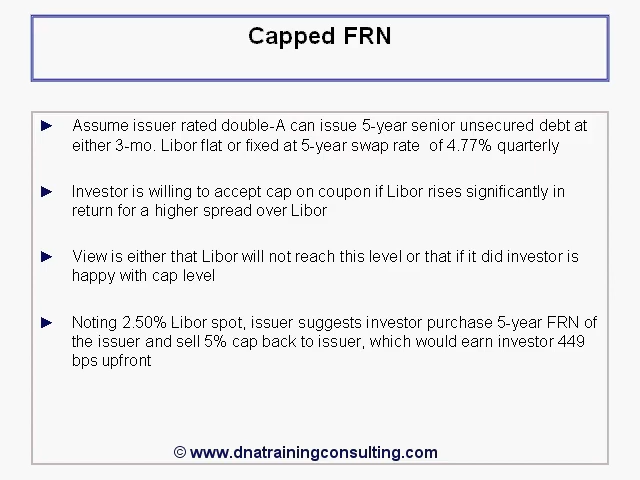 Capped FRN
► Assume issuer rated double-A can issue 5-year senior unsecured debt at
either 3-mo. Libor flat or fixed at 5-year swap rate of 4.77% quarterly
► Investor is willing to accept cap on coupon if Libor rises significantly in
return for a higher spread over Libor
► View is either that Libor will not reach this level or that if it did investor is
happy with cap level
► Noting 2.50% Libor spot, issuer suggests investor purchase 5-year FRN of
the issuer and sell 5% cap back to issuer, which would earn investor 449
bps upfront
© www.dnatrainingconsulting.com